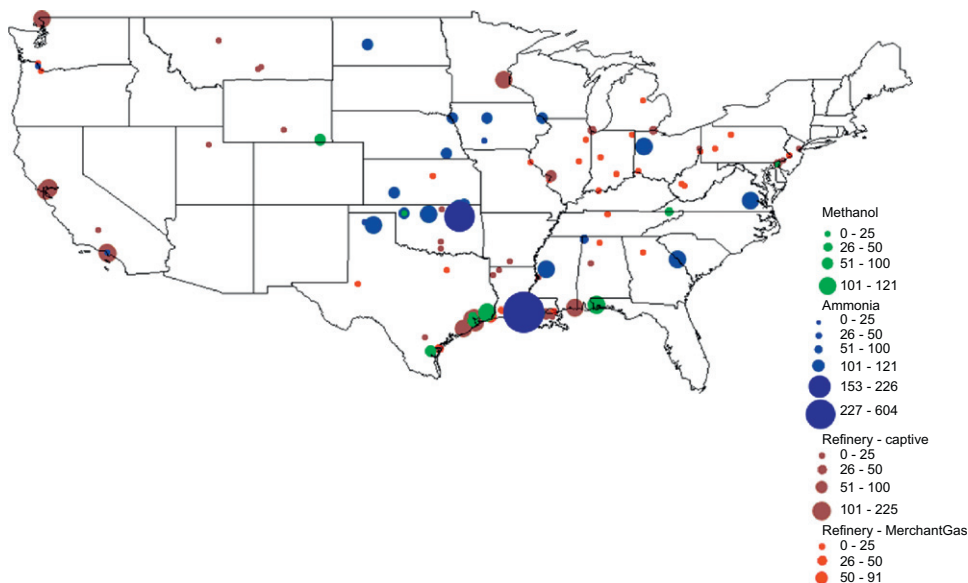 Methanol
0 - 25
26 - 50
51 - 100
101 - 121
Ammonia
0 - 25
26 - 50
51 - 100
101 - 121
153 - 226
227 - 604
Refinery - captive
0 - 25
26 - 50
51 - 100
101 - 225
Refinery - MerchantGas
0 - 25
26 - 50
50 - 91